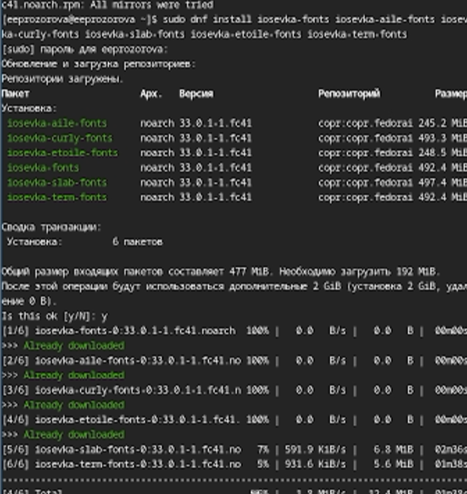 c41.noarch.rpm: All mirrors were tried
[eeprozorova@eeprozorova ~]$ sudo dnf install iosevka-fonts iosevka-aile-fonts iosev
ka-curly-fonts iosevka-slab-fonts iosevka-etoile-fonts iosevka-term-fonts
[sudo] пароль для eeprozorova:
Обновление и загрузка репозиториев:
Репозитории загружены.
Пакет Арх. Версия Репозиторий Размер
Установка:
iosevka-aile-fonts noarch 33.0.1-1.fc41 copr:copr.fedorai 245.2 MiB
iosevka-curly-fonts noarch 33.0.1-1.fc41 copr:copr.fedorai 493.3 MiB
iosevka-etoile-fonts noarch 33.0.1-1.fc41 copr:copr.fedorai 248.5 MiB
iosevka-fonts noarch 33.0.1-1.fc41 copr:copr.fedorai 492.4 MiB
iosevka-slab-fonts noarch 33.0.1-1.fc41 copr:copr.fedorai 497.4 MiB
iosevka-term-fonts noarch 33.0.1-1.fc41 copr:copr.fedorai 492.4 MiB
Сводка транзакции:
Установка: 6 пакетов
Общий размер входящих пакетов составляет 477 MiB. Необходимо загрузить 192 MiB.
После этой операции будут использоваться дополнительные 2 GiB (установка 2 GiB, удал
ение 0 B).
Is this ok [y/N]: y
[1/6] iosevka-fonts-0:33.0.1-1.fc41.noarch 100% | 0.0 B/s | 0.0 B | 00m00s
>>> Already downloaded
[2/6] iosevka-aile-fonts-0:33.0.1-1.fc41.no 100% | 0.0 B/s | 0.0 B | 00m00s
>>> Already downloaded
[3/6] iosevka-curly-fonts-0:33.0.1-1.fc41.n 100% | 0.0 B/s | 0.0 B | 00m00s
>>> Already downloaded
[4/6] iosevka-etoile-fonts-0:33.0.1-1.fc41. 100% | 0.0 B/s | 0.0 B | 00m00s
>>> Already downloaded
[5/6] iosevka-slab-fonts-0:33.0.1-1.fc41.no 7% | 591.9 KiB/s | 6.8 MiB | 02m36s
[6/6] iosevka-term-fonts-0:33.0.1-1.fc41.no 5% | 931.6 KiB/s | 5.6 MiB | 01m38s